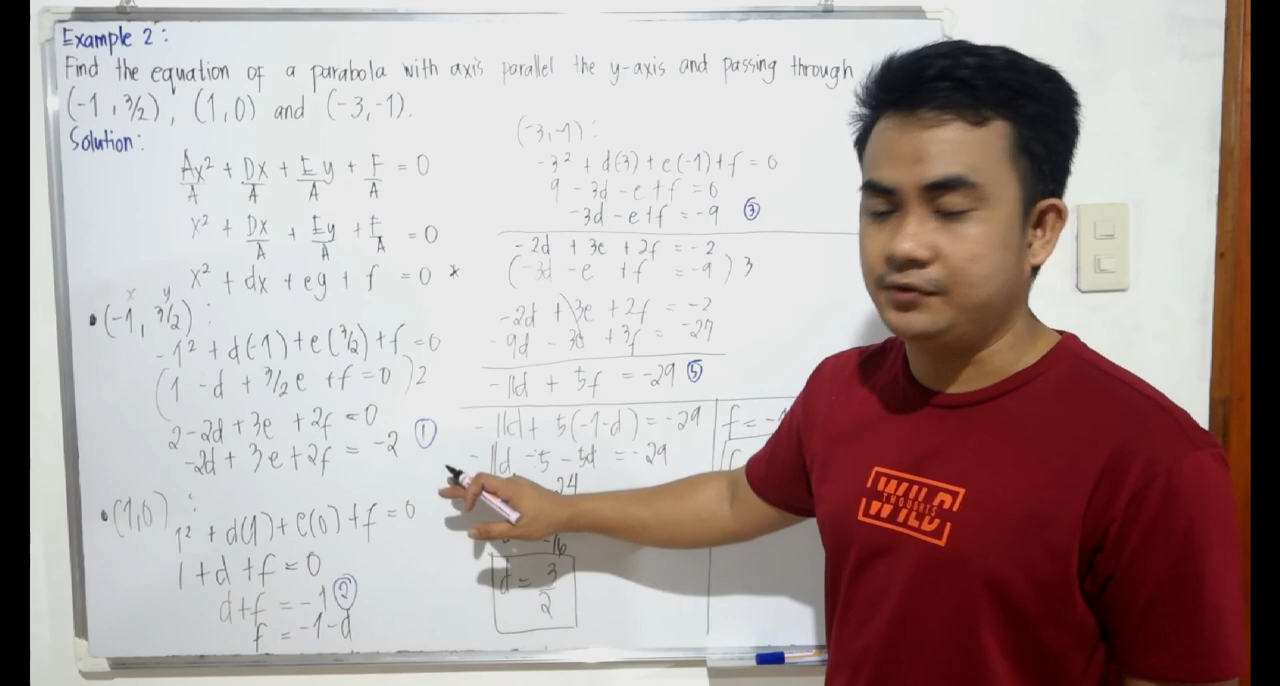 Example 2:
Find the equation of a parabola with axis parallel the y-axis and passing through
(-1, 3/2), (1,0) and (-3,-1).
Solution:
Ax²/A + Dx/A + Ey/A + F/A = 0
x² + Dx/A + Ey/A + F/A = 0
x² + dx + ey + f = 0 *
x y
• (-1, 3/2) :
-1² + d(-1) + e(3/2) + f = 0
(1 - d + 3/2 e + f = 0) 2
2 - 2d + 3e + 2f = 0
-2d + 3e + 2f = -2 ①
• (1,0) :
1² + d(1) + e(0) + f = 0
1 + d + f = 0
d + f = -1 ②
f = -1 - d
(-3,-1) :
-3² + d(3) + e(-1) + f = 0
9 - 3d - e + f = 0
-3d - e + f = -9 ③
-2d + 3e + 2f = -2
(-3d - e + f = -9) 3
-2d + 3e + 2f = -2
-9d - 3e + 3f = -27
-11d + 5f = -29 ⑤
-11d + 5(-1-d) = -29
-11d - 5 - 5d = -29
24
-16
d = 3/2
f = -1
WILD
THOUGHTS